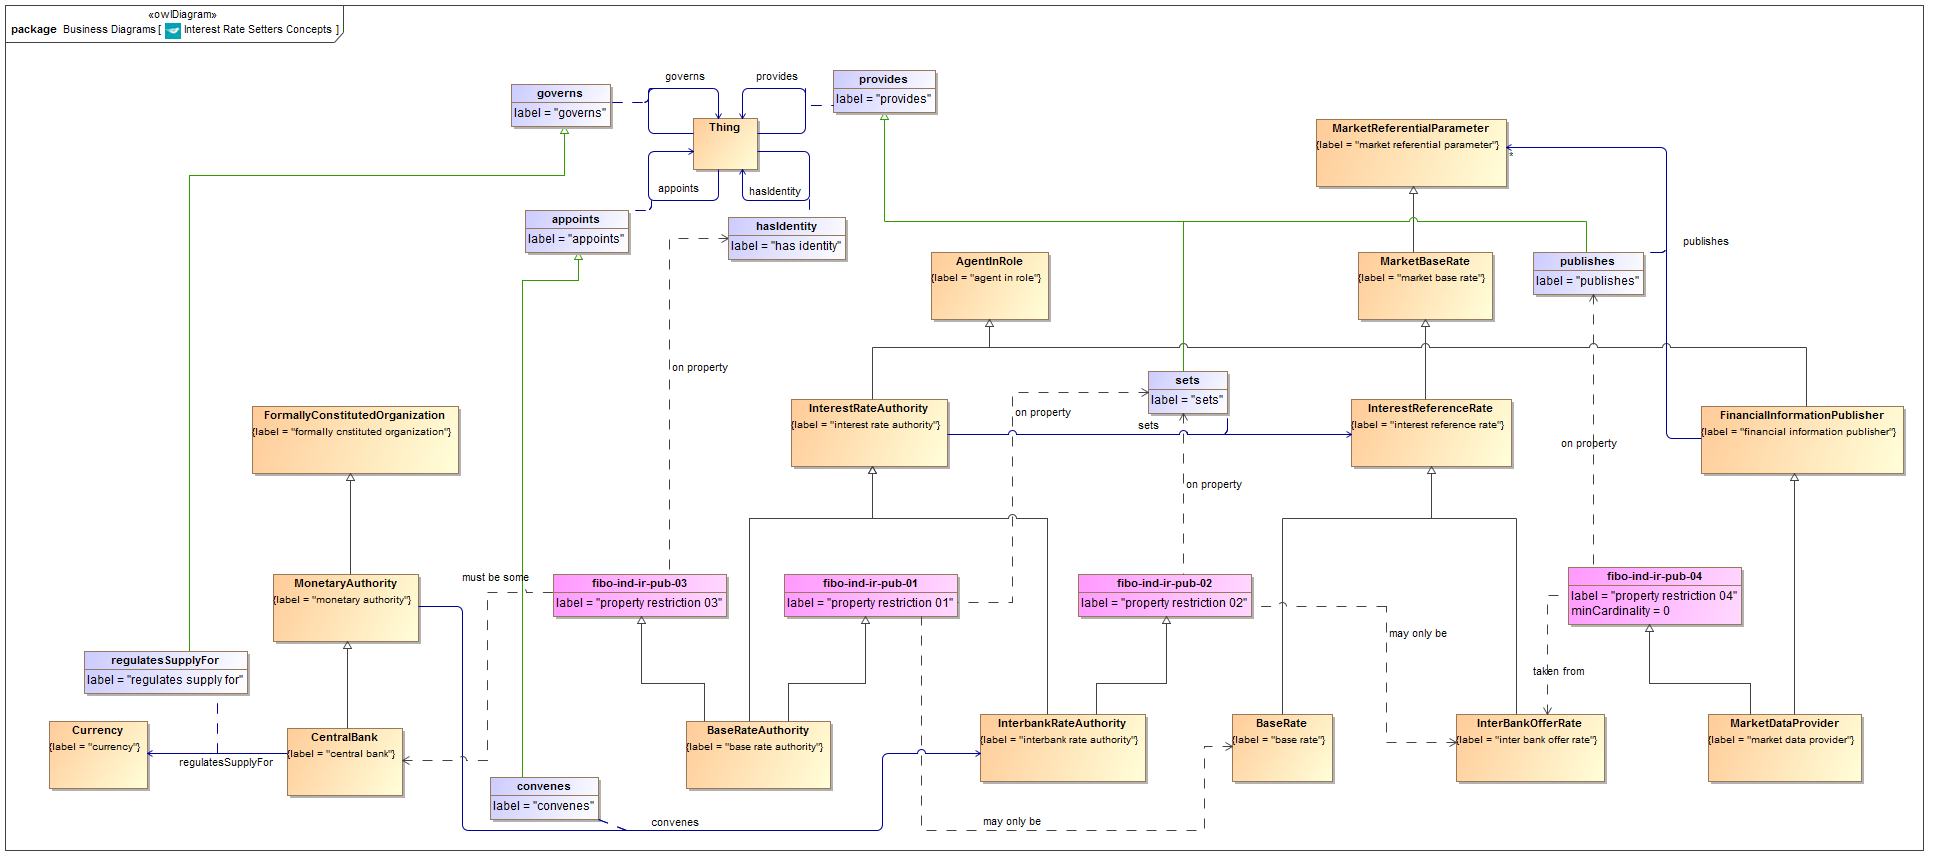 «owlDiagram»
package Business Diagrams [ Interest Rate Setters Concepts ]
governs
label = "governs"
governs
provides
provides
label = "provides"
Thing
appoints
hasIdentity
appoints
label = "appoints"
hasIdentity
label = "has identity"
MarketReferentialParameter
{label = "market referential parameter"}
*
publishes
AgentInRole
{label = "agent in role"}
MarketBaseRate
{label = "market base rate"}
publishes
label = "publishes"
on property
sets
label = "sets"
on property
sets
FormallyConstitutedOrganization
{label = "formally cnstituted organization"}
InterestRateAuthority
{label = "interest rate authority"}
InterestReferenceRate
{label = "interest reference rate"}
FinancialInformationPublisher
{label = "financial information publisher"}
on property
on property
MonetaryAuthority
{label = "monetary authority"}
must be some
fibo-ind-ir-pub-03
label = "property restriction 03"
fibo-ind-ir-pub-01
label = "property restriction 01"
fibo-ind-ir-pub-02
label = "property restriction 02"
fibo-ind-ir-pub-04
label = "property restriction 04"
minCardinality = 0
may only be
taken from
regulatesSupplyFor
label = "regulates supply for"
Currency
{label = "currency"}
regulatesSupplyFor
CentralBank
{label = "central bank"}
BaseRateAuthority
{label = "base rate authority"}
InterbankRateAuthority
{label = "interbank rate authority"}
BaseRate
{label = "base rate"}
InterBankOfferRate
{label = "inter bank offer rate"}
MarketDataProvider
{label = "market data provider"}
convenes
label = "convenes"
convenes
may only be